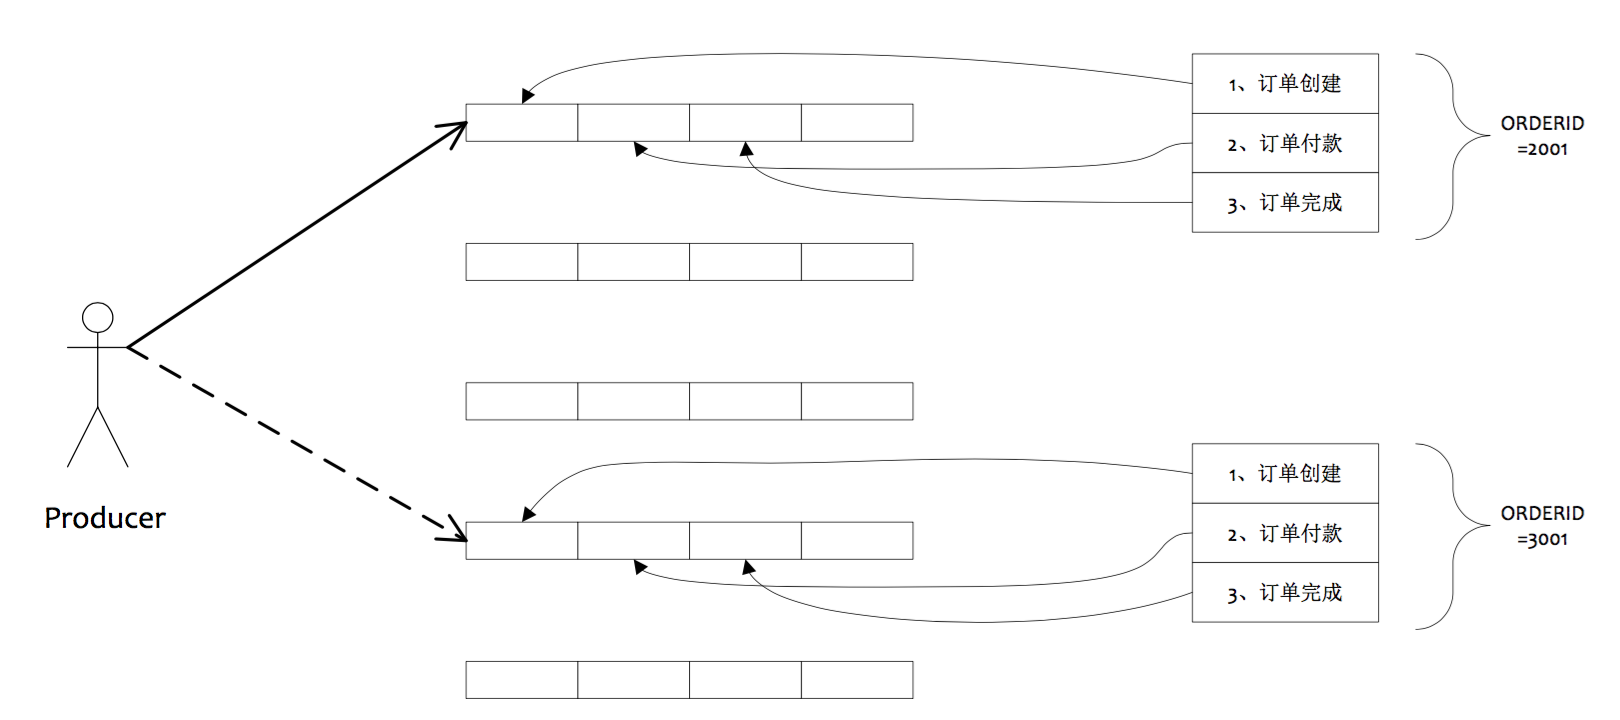 1、订单创建
2、订单付款
3、订单完成
ORDERID
=2001
Producer
1、订单创建
2、订单付款
3、订单完成
ORDERID
=3001